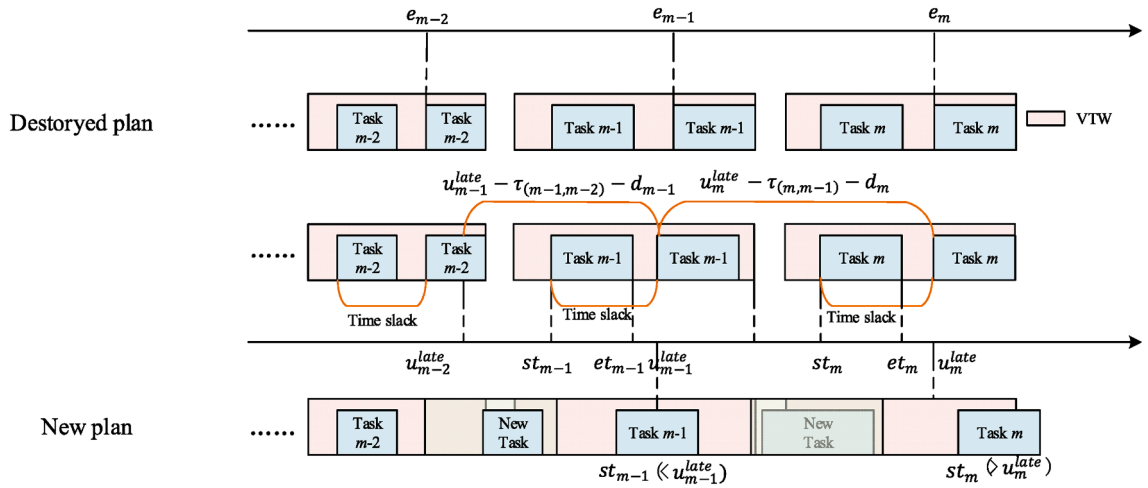 e_{m-2} e_{m-1} e_m
Destoryed plan
......
Task m-2
Task m-2
Task m-1
Task m-1
Task m
Task m
VTW
u_{m-1}^{late} − τ_{(m-1,m-2)} − d_{m-1}
u_m^{late} − τ_{(m,m-1)} − d_m
......
Task m-2
Task m-2
Task m-1
Task m-1
Task m
Task m
Time slack
Time slack
Time slack
u_{m-2}^{late} st_{m-1} et_{m-1} u_{m-1}^{late} st_m et_m u_m^{late}
New plan
......
Task m-2
New Task
Task m-1
New Task
Task m
st_{m-1} (< u_{m-1}^{late})
st_m (> u_m^{late})